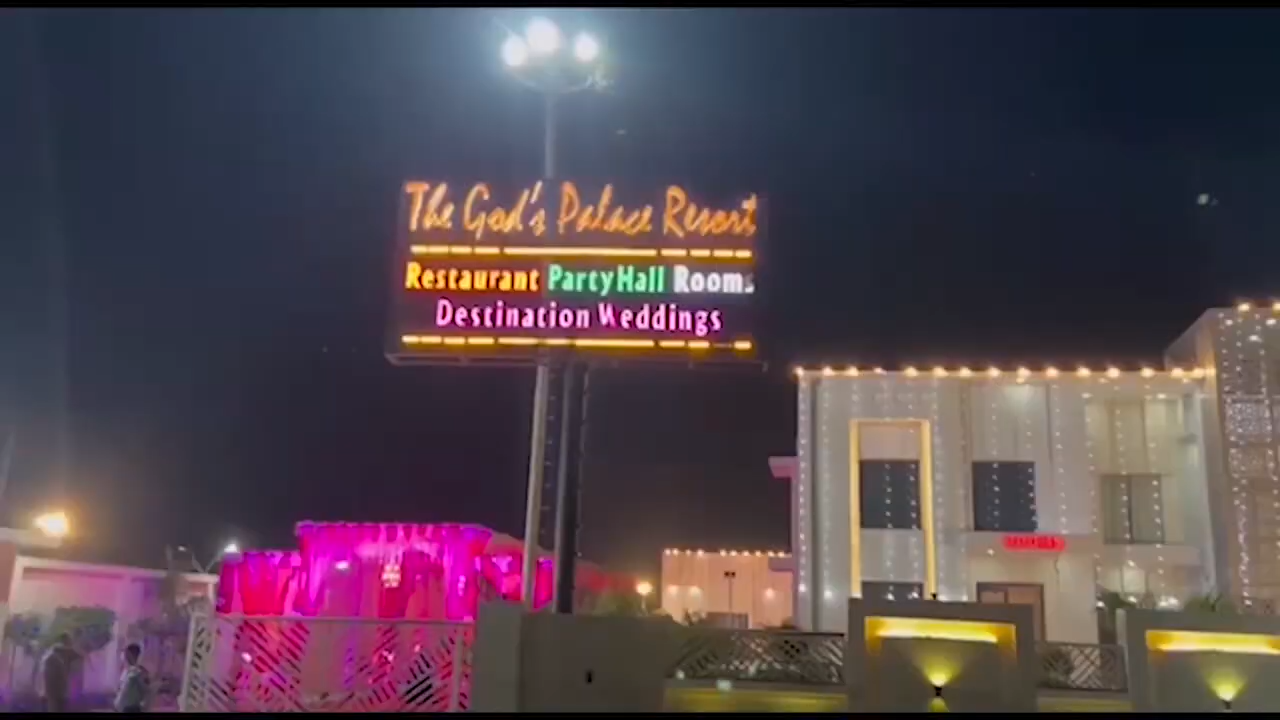 The God's Palace Resort
Restaurant PartyHall Rooms
Destination Weddings